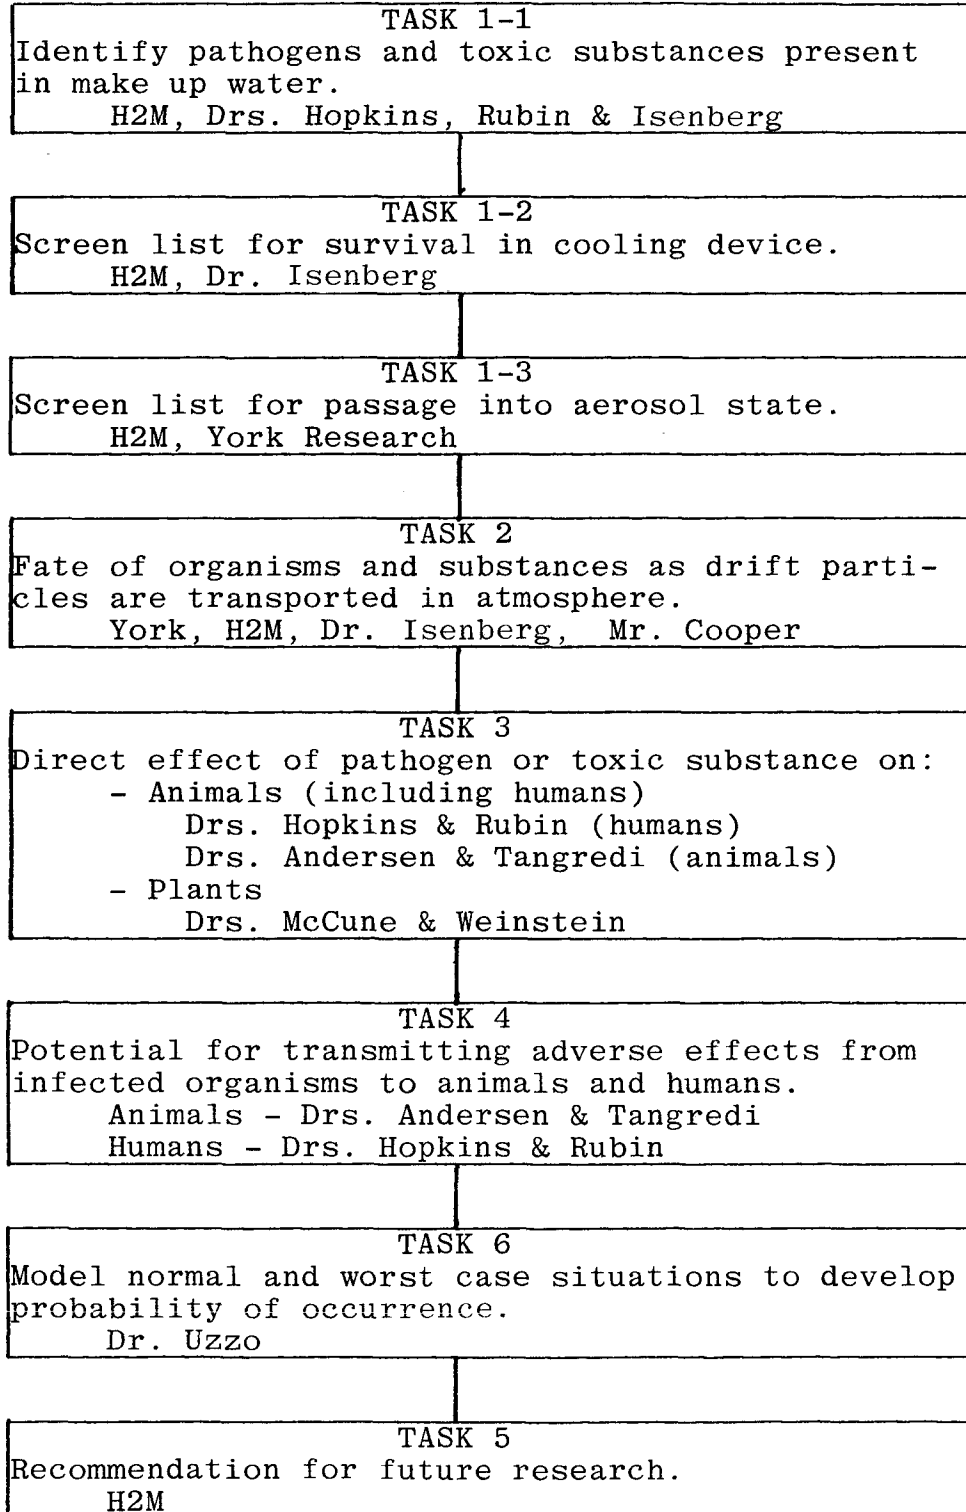 TASK 1-1
Identify pathogens and toxic substances present
in make up water.
H2M, Drs. Hopkins, Rubin & Isenberg
TASK 1-2
Screen list for survival in cooling device.
H2M, Dr. Isenberg
TASK 1-3
Screen list for passage into aerosol state.
H2M, York Research
TASK 2
Fate of organisms and substances as drift parti-
cles are transported in atmosphere.
York, H2M, Dr. Isenberg, Mr. Cooper
TASK 3
Direct effect of pathogen or toxic substance on:
- Animals (including humans)
Drs. Hopkins & Rubin (humans)
Drs. Andersen & Tangredi (animals)
- Plants
Drs. McCune & Weinstein
TASK 4
Potential for transmitting adverse effects from
infected organisms to animals and humans.
Animals - Drs. Andersen & Tangredi
Humans - Drs. Hopkins & Rubin
TASK 6
Model normal and worst case situations to develop
probability of occurrence.
Dr. Uzzo
TASK 5
Recommendation for future research.
H2M